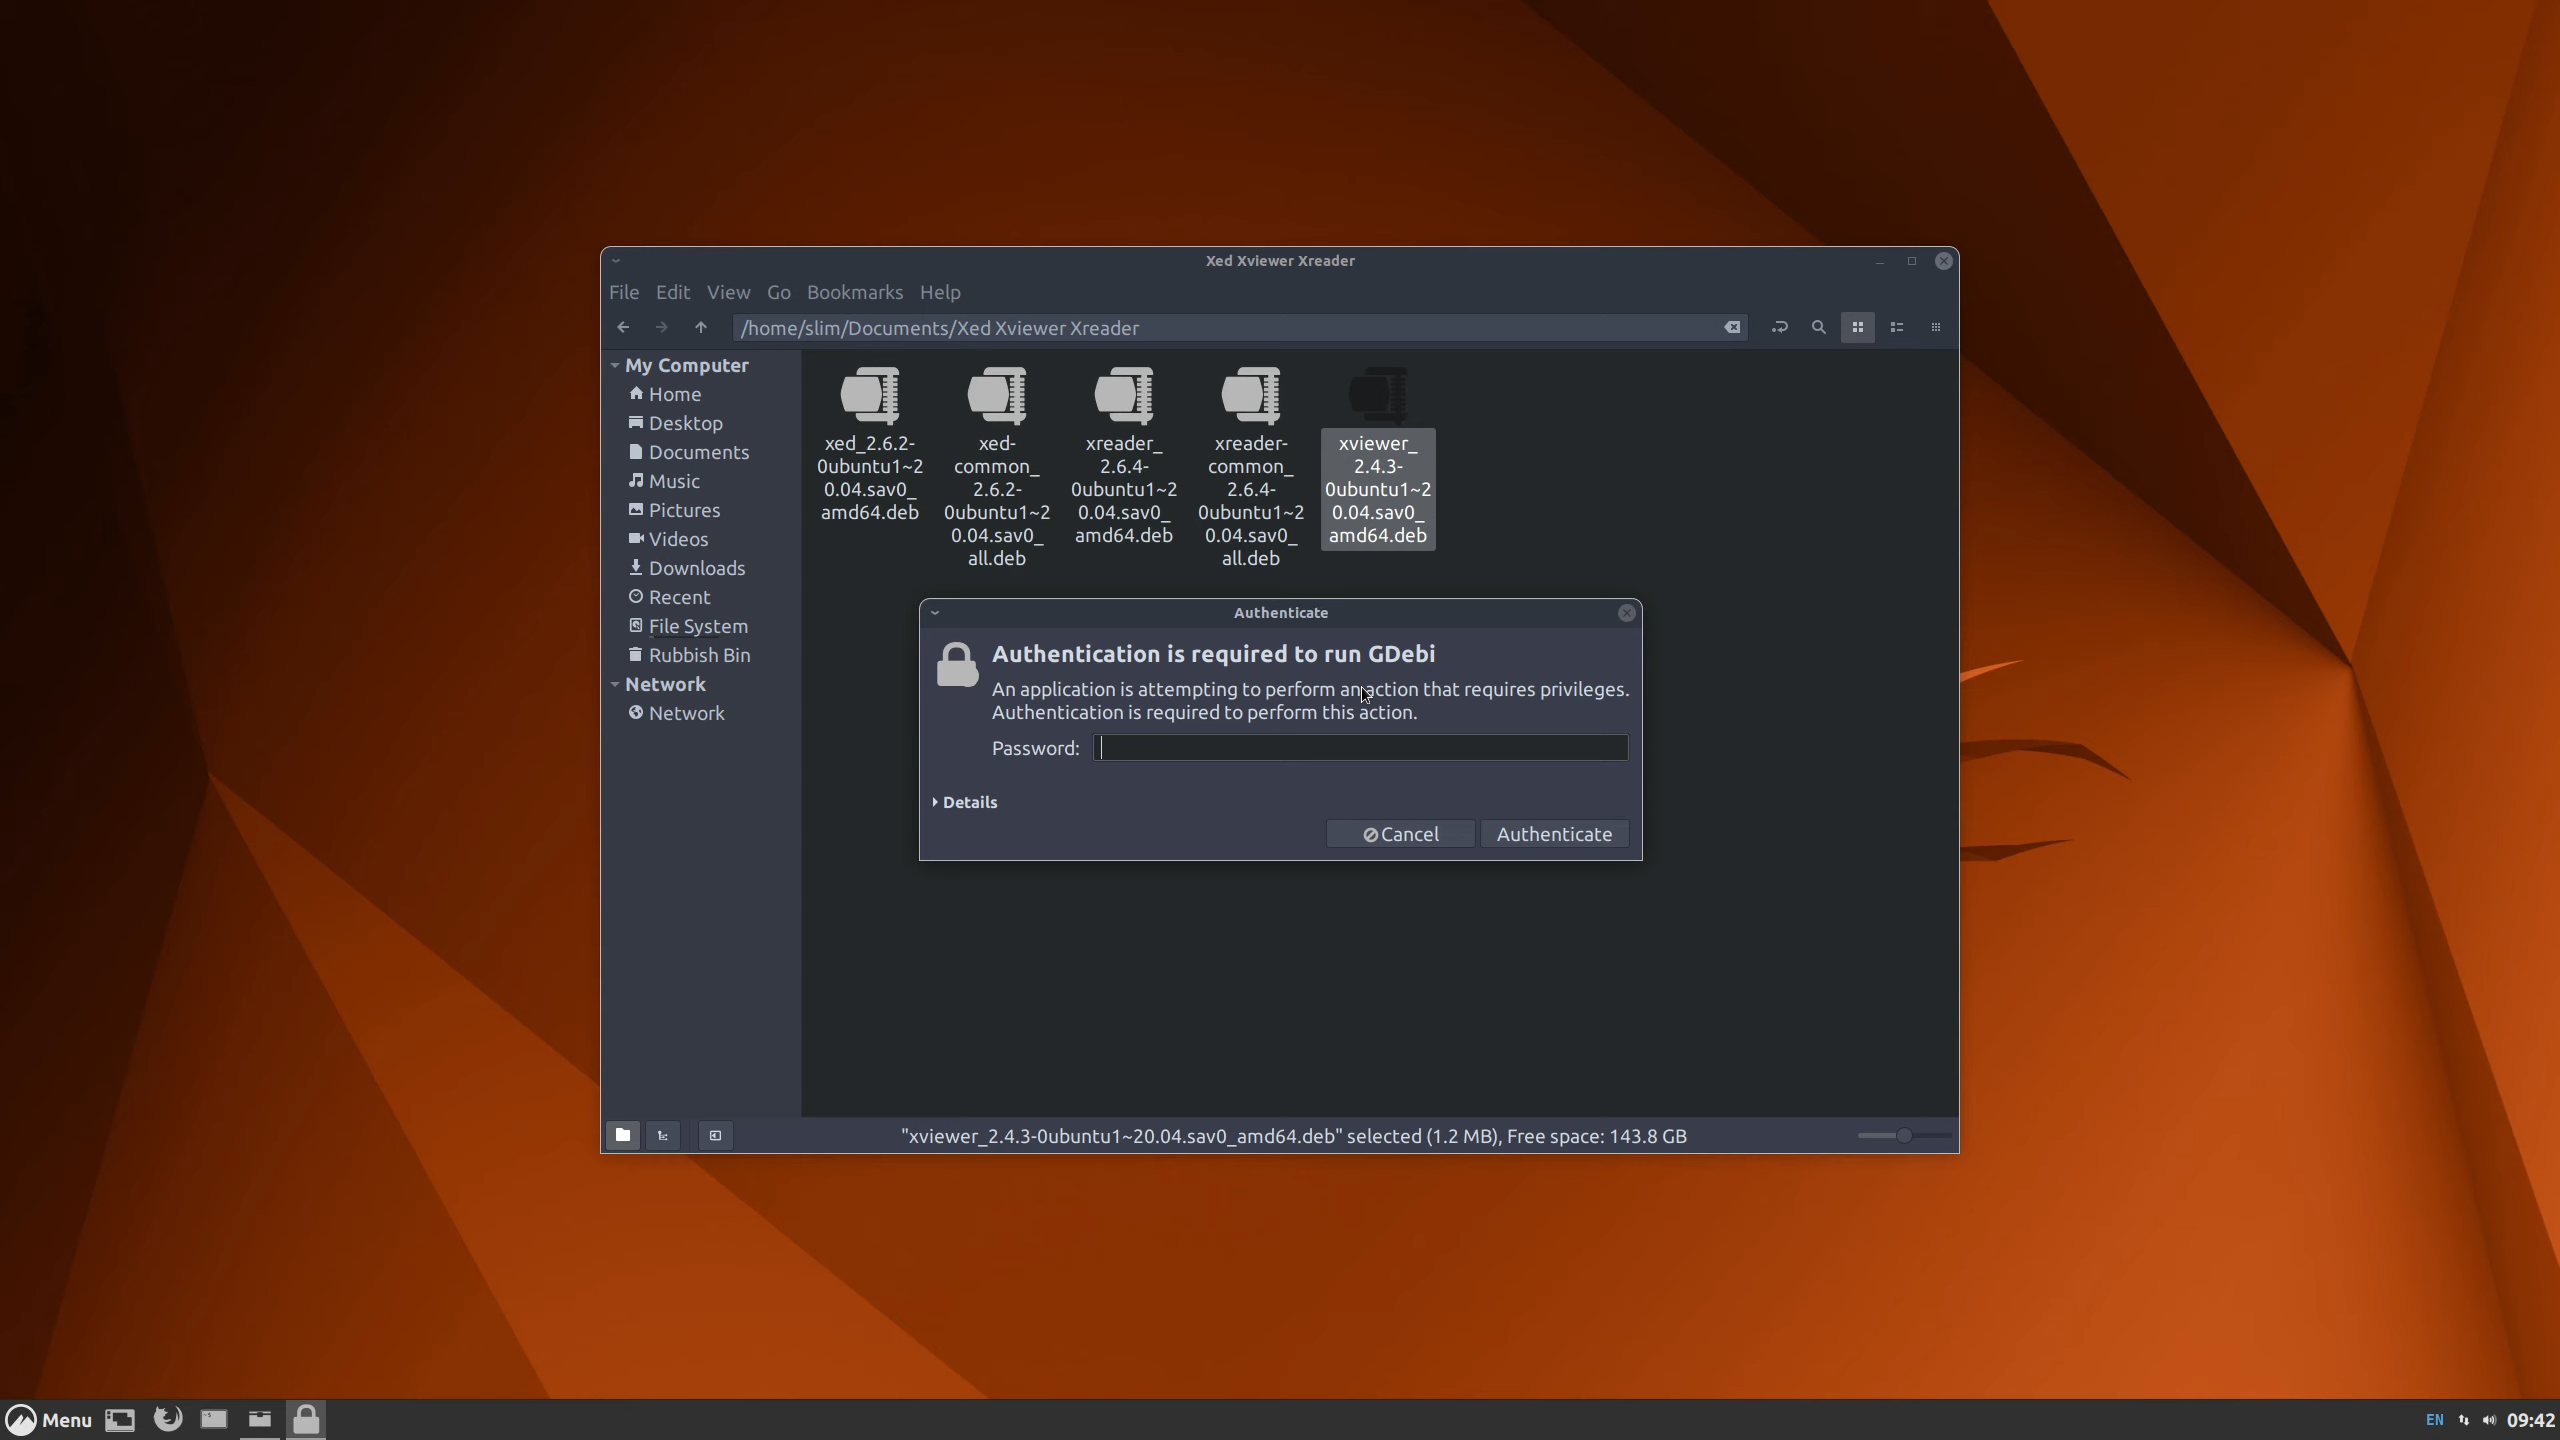 Xed Xviewer Xreader
File Edit View Go Bookmarks Help
/home/slim/Documents/Xed Xviewer Xreader
My Computer
Home
Desktop
Documents
Music
Pictures
Videos
Downloads
Recent
File System
Rubbish Bin
Network
Network
xed_2.6.2-
0ubuntu1~2
0.04.sav0_
amd64.deb
xed-
common_
2.6.2-
0ubuntu1~2
0.04.sav0_
all.deb
xreader_
2.6.4-
0ubuntu1~2
0.04.sav0_
amd64.deb
xreader-
common_
2.6.4-
0ubuntu1~2
0.04.sav0_
all.deb
xviewer_
2.4.3-
0ubuntu1~2
0.04.sav0_
amd64.deb
Authenticate
Authentication is required to run GDebi
An application is attempting to perform an action that requires privileges.
Authentication is required to perform this action.
Password:
Details
Cancel Authenticate
"xviewer_2.4.3-0ubuntu1~20.04.sav0_amd64.deb" selected (1.2 MB), Free space: 143.8 GB
Menu EN 09:42